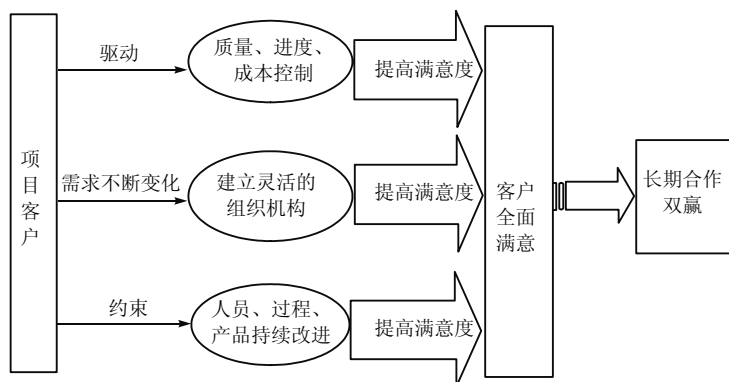 项
目
客
户
驱动
质量、进度、
成本控制
提高满意度
需求不断变化
建立灵活的
组织机构
提高满意度
约束
人员、过程、
产品持续改进
提高满意度
客户
全面
满意
长期合作
双赢